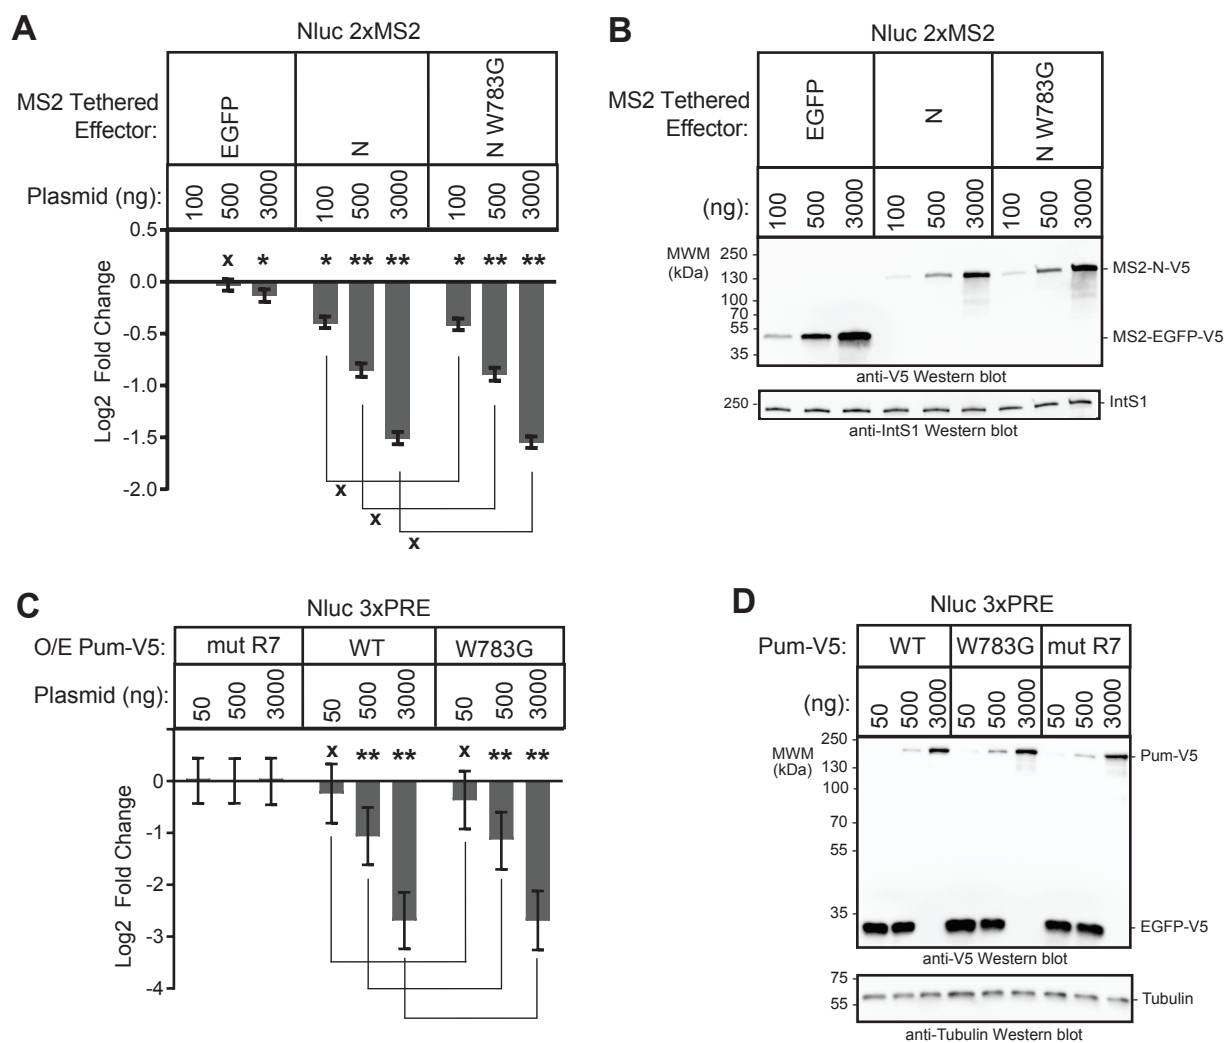 A
Nluc 2xMS2
MS2 Tethered
Effector:
EGFP
N
N W783G
Plasmid (ng):
100
500
3000
100
500
3000
100
500
3000
0.5
0.0
-0.5
-1.0
-1.5
-2.0
Log2 Fold Change
x * * ** ** * ** **
x
x
x
B
Nluc 2xMS2
MS2 Tethered
Effector:
EGFP
N
N W783G
(ng):
100
500
3000
100
500
3000
100
500
3000
MWM
(kDa)
250
130
100
70
55
35
MS2-N-V5
MS2-EGFP-V5
anti-V5 Western blot
250
IntS1
anti-IntS1 Western blot
C
Nluc 3xPRE
O/E Pum-V5:
mut R7
WT
W783G
Plasmid (ng):
50
500
3000
50
500
3000
50
500
3000
x ** ** x ** **
0
-1
-2
-3
-4
Log2 Fold Change
D
Nluc 3xPRE
Pum-V5:
WT
W783G
mut R7
(ng):
50
500
3000
50
500
3000
50
500
3000
MWM
(kDa)
250
130
100
70
55
35
Pum-V5
EGFP-V5
anti-V5 Western blot
75
55
Tubulin
anti-Tubulin Western blot